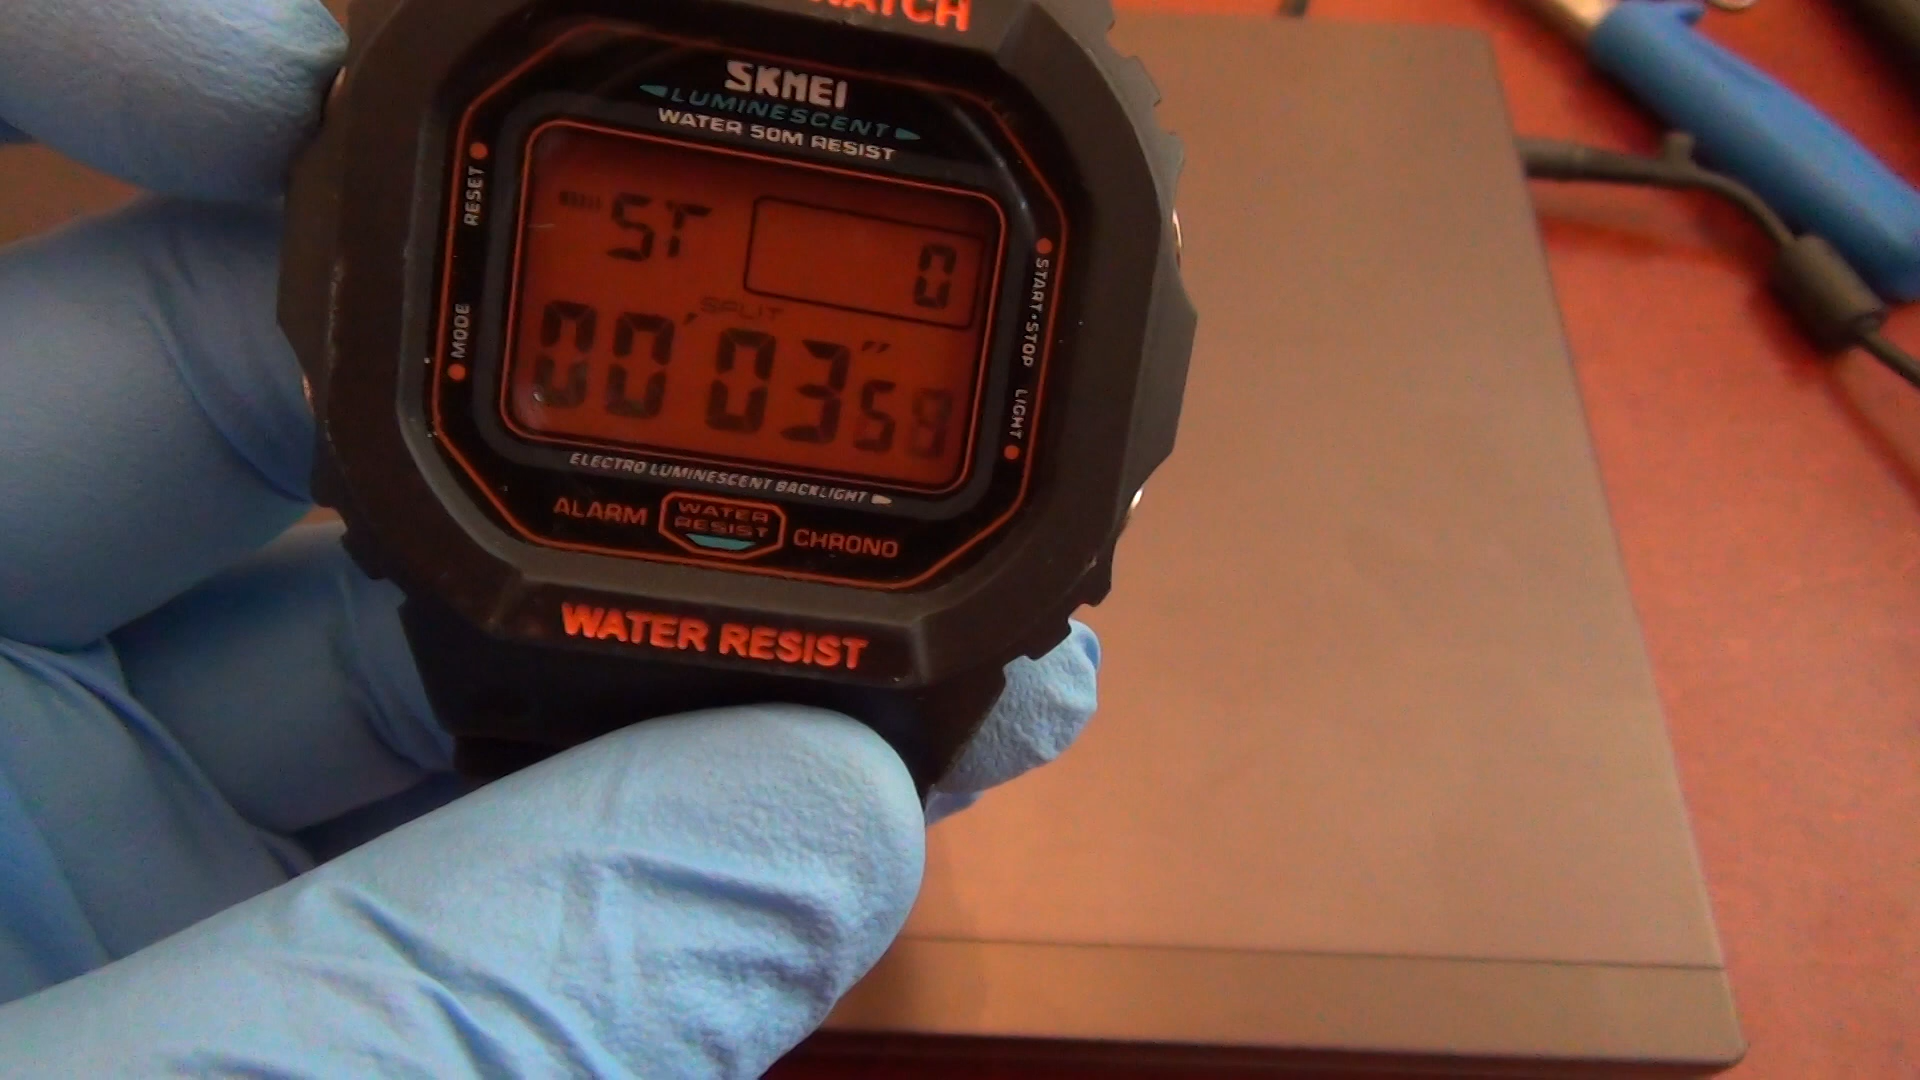 WATCH
SKMEI
LUMINESCENT
WATER 50M RESIST
RESET
MODE
ST
0
SPLIT
00'03"
START·STOP
LIGHT
ELECTRO LUMINESCENT BACKLIGHT
ALARM
WATER
RESIST
CHRONO
WATER RESIST